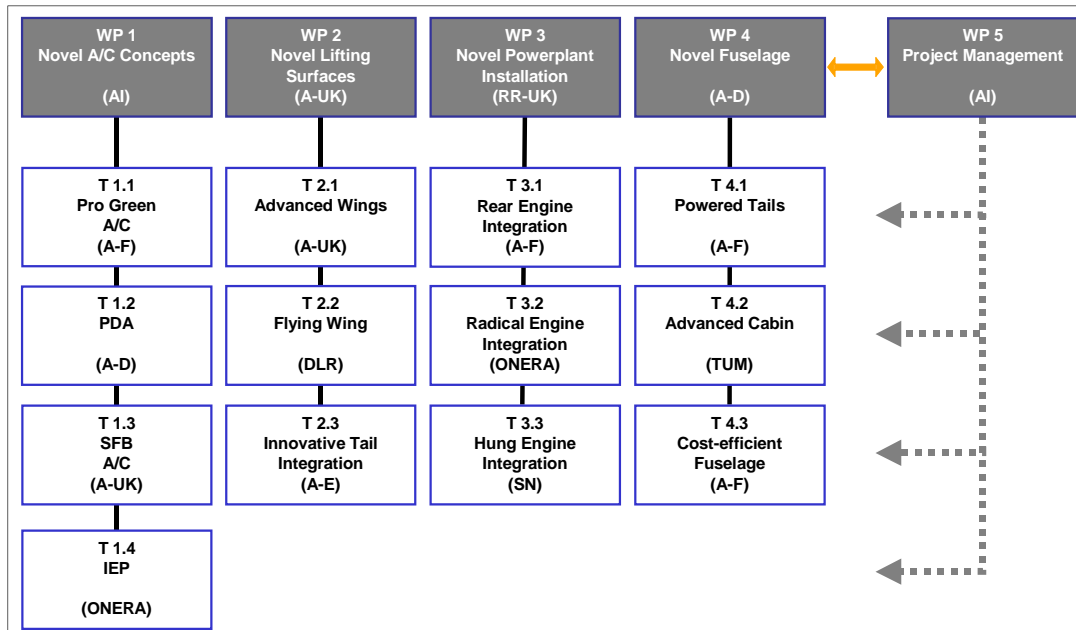 WP 1
Novel A/C Concepts
(AI)
WP 2
Novel Lifting
Surfaces
(A-UK)
WP 3
Novel Powerplant
Installation
(RR-UK)
WP 4
Novel Fuselage
(A-D)
WP 5
Project Management
(AI)
T 1.1
Pro Green
A/C
(A-F)
T 2.1
Advanced Wings
(A-UK)
T 3.1
Rear Engine
Integration
(A-F)
T 4.1
Powered Tails
(A-F)
T 1.2
PDA
(A-D)
T 2.2
Flying Wing
(DLR)
T 3.2
Radical Engine
Integration
(ONERA)
T 4.2
Advanced Cabin
(TUM)
T 1.3
SFB
A/C
(A-UK)
T 2.3
Innovative Tail
Integration
(A-E)
T 3.3
Hung Engine
Integration
(SN)
T 4.3
Cost-efficient
Fuselage
(A-F)
T 1.4
IEP
(ONERA)